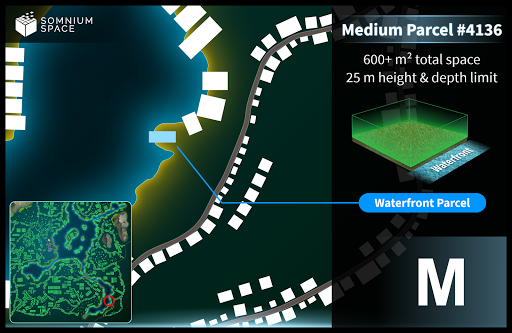 SOMNIUM
SPACE
Medium Parcel #4136
600+ m² total space
25 m height & depth limit
Waterfront
Waterfront Parcel
M